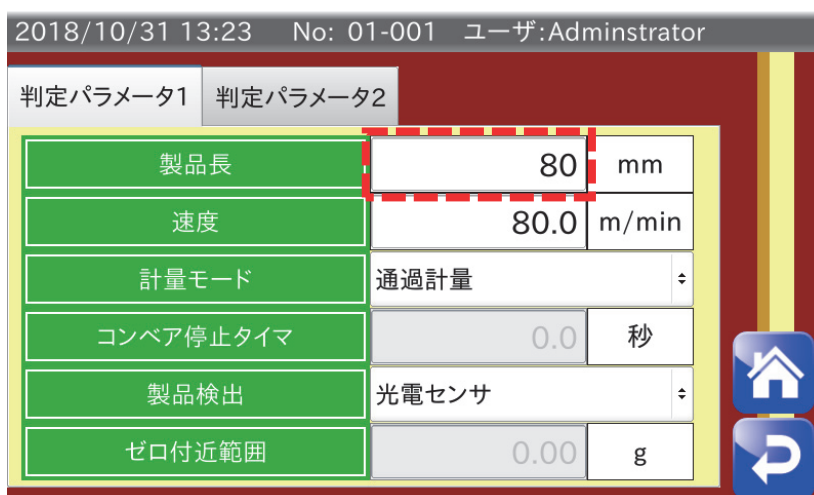 2018/10/31 13:23 No: 01-001 ユーザ:Adminstrator
判定パラメータ1 判定パラメータ2
製品長 80 mm
速度 80.0 m/min
計量モード 通過計量
コンベア停止タイマ 0.0 秒
製品検出 光電センサ
ゼロ付近範囲 0.00 g